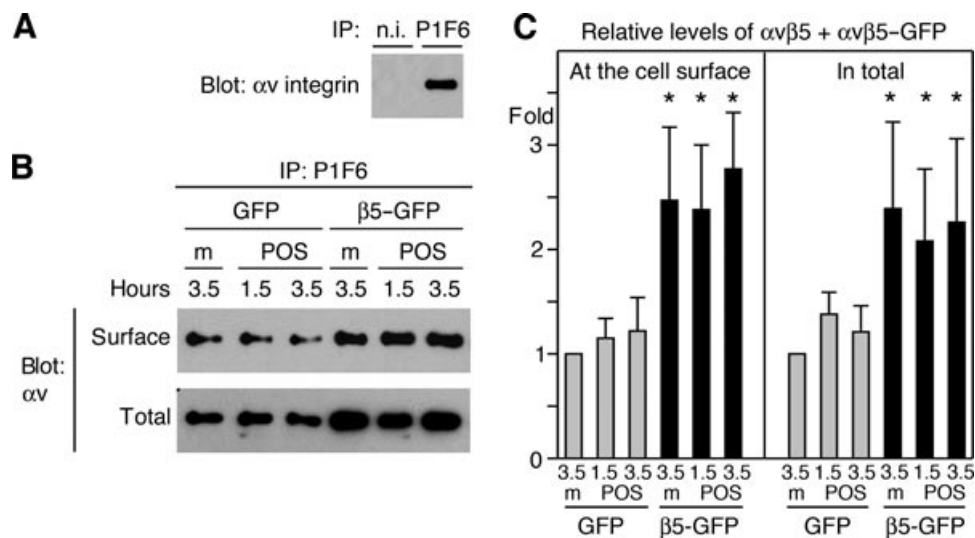 A
IP: n.i. P1F6
Blot: αv integrin
B
IP: P1F6
GFP β5-GFP
m POS m POS
Hours 3.5 1.5 3.5 3.5 1.5 3.5
Blot: αv
Surface
Total
C
Relative levels of αvβ5 + αvβ5-GFP
At the cell surface In total
* * * * * *
Fold
3
2
1
0
3.5 1.5 3.5 3.5 1.5 3.5 3.5 1.5 3.5 3.5 1.5 3.5
m POS m POS m POS m POS
GFP β5-GFP GFP β5-GFP